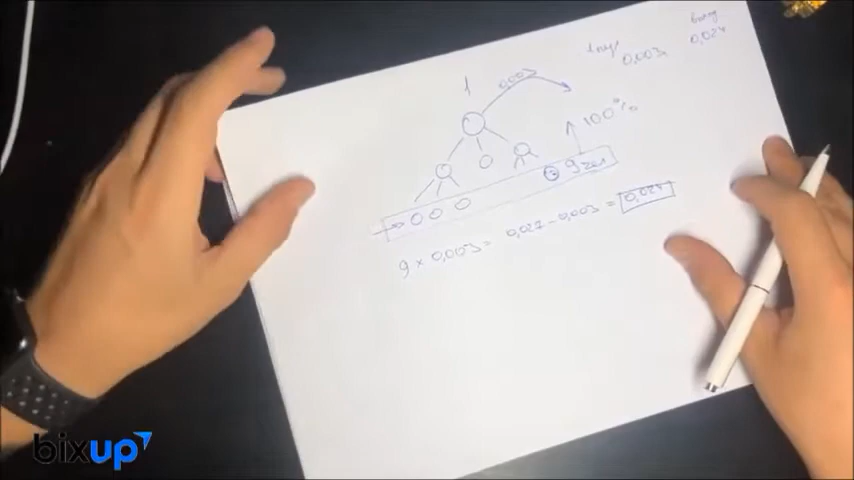 1
0,003
100%
9 чел
0,003
0,024
9 × 0,003 = 0,027 - 0,003 = 0,024
bixup